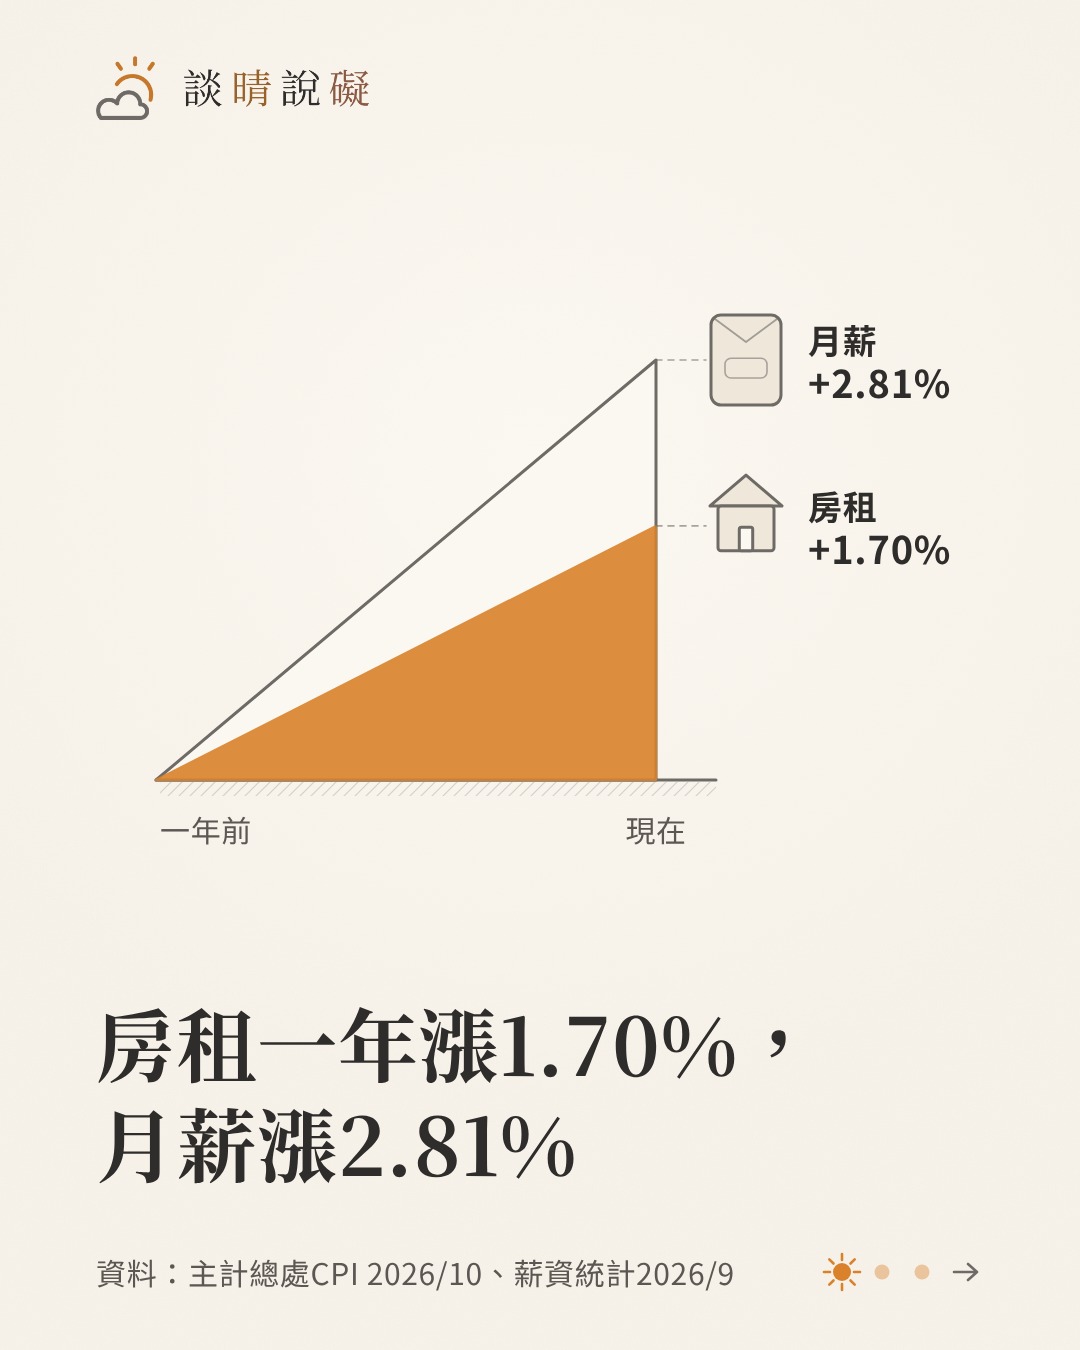 談晴說礙
月薪
+2.81%
房租
+1.70%
一年前
現在
房租一年漲1.70%，
月薪漲2.81%
資料：主計總處CPI 2026/10、薪資統計2026/9